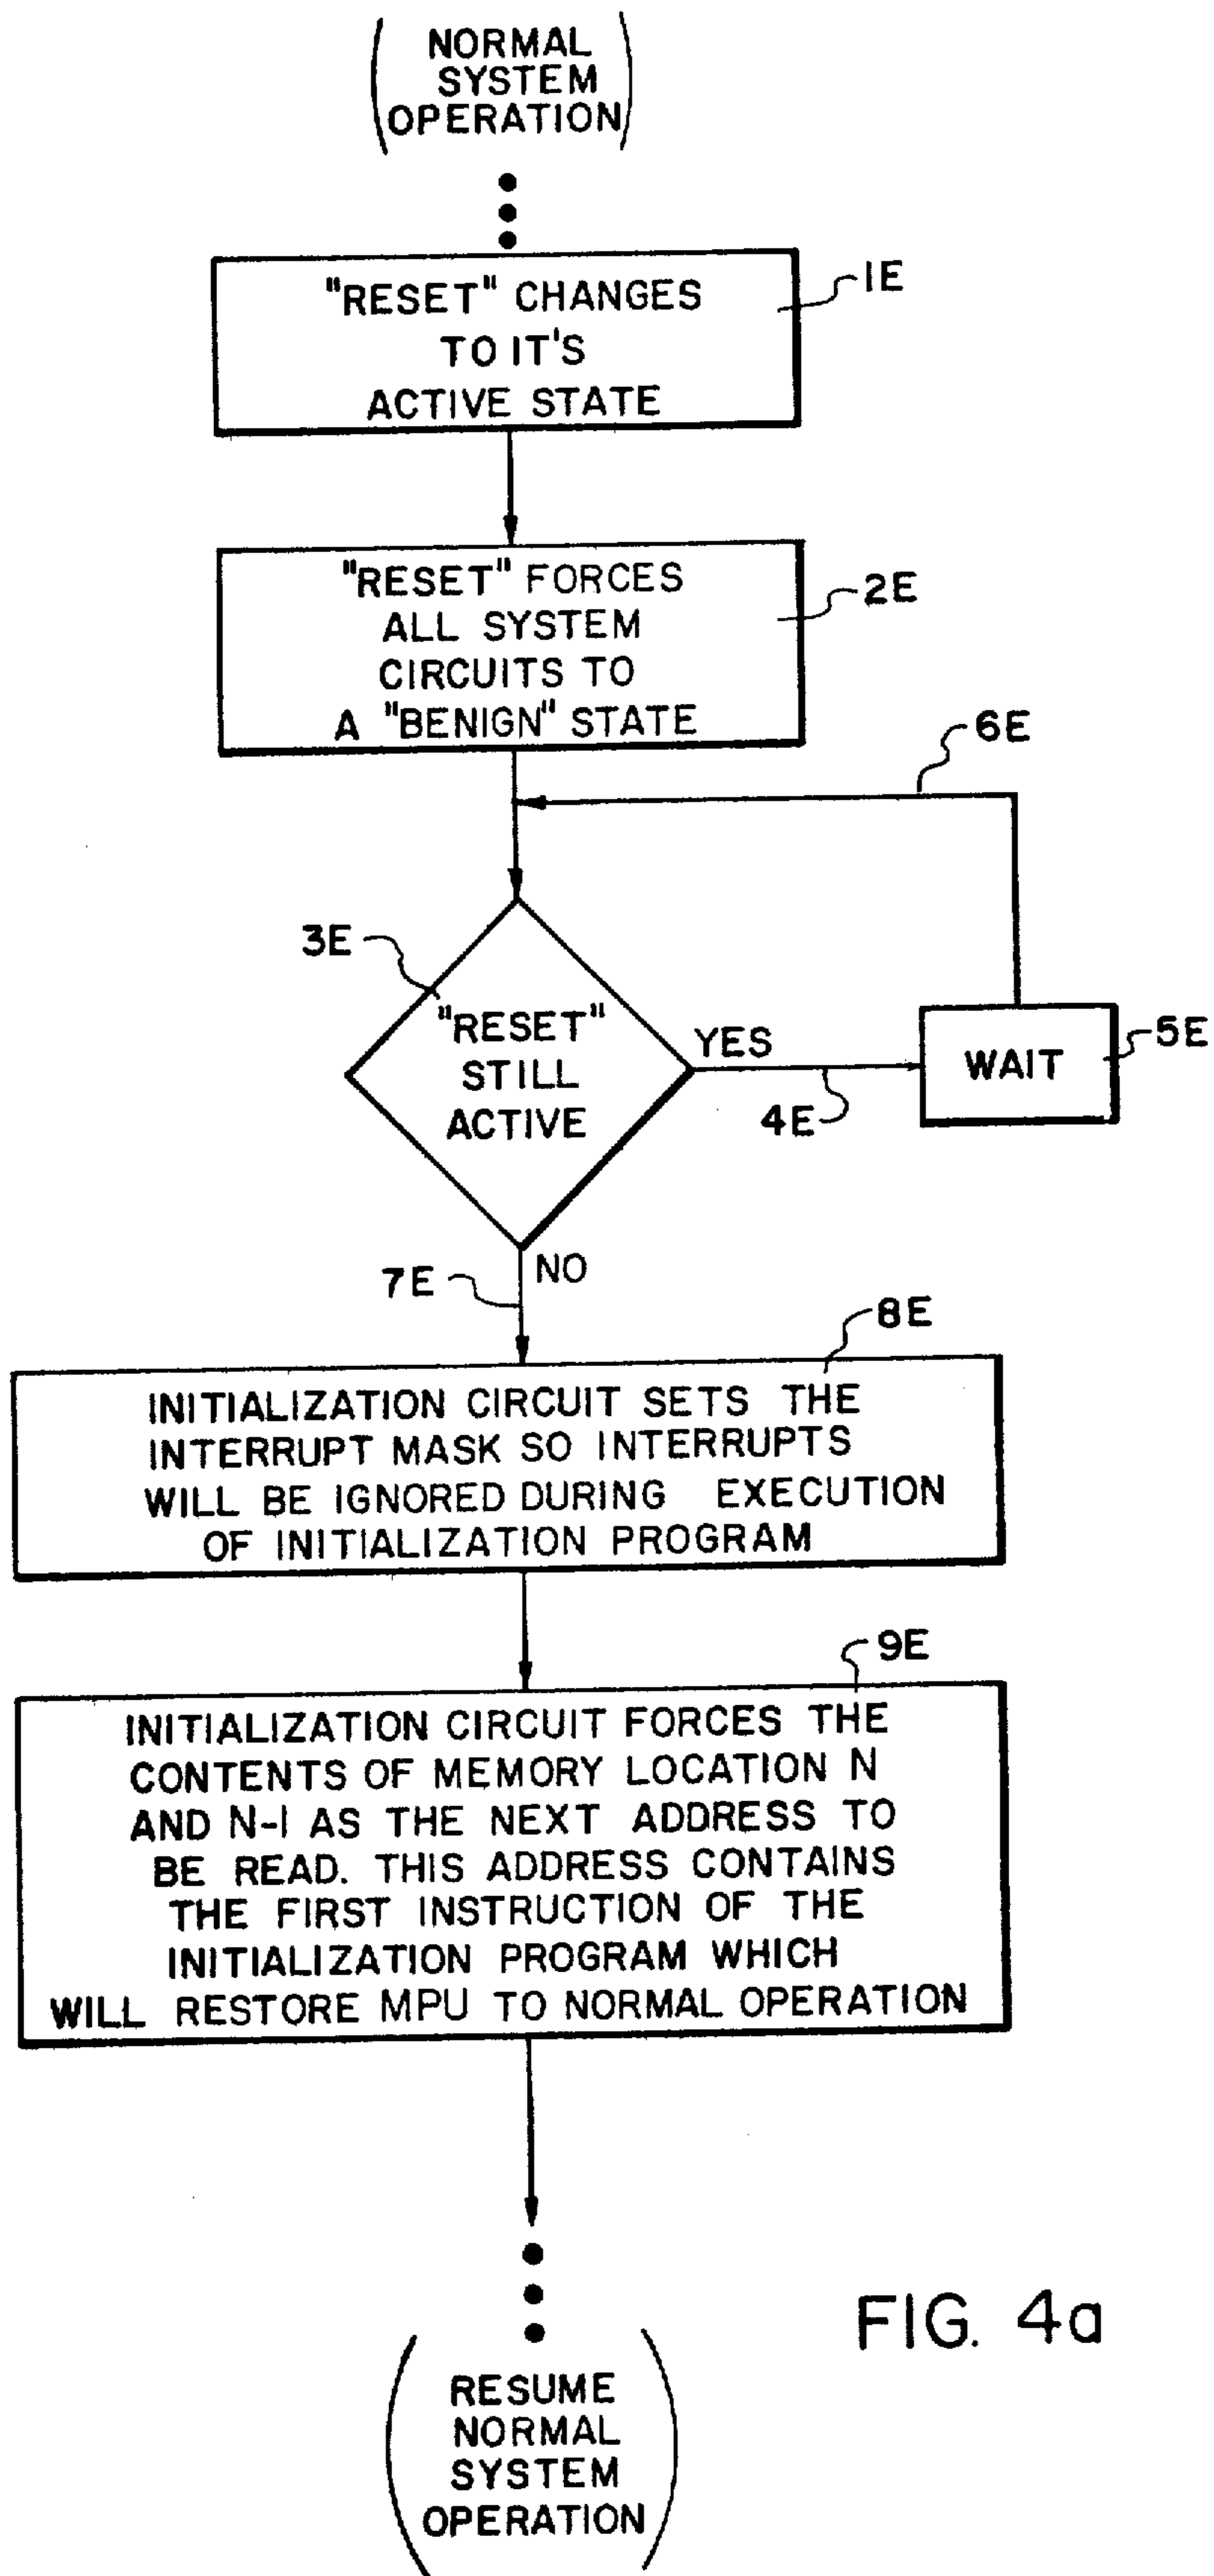 NORMAL
SYSTEM
OPERATION
"RESET" CHANGES
TO IT'S
ACTIVE STATE
1E
"RESET" FORCES
ALL SYSTEM
CIRCUITS TO
A "BENIGN" STATE
2E
6E
3E
"RESET"
STILL
ACTIVE
YES
4E
WAIT
5E
7E
NO
8E
INITIALIZATION CIRCUIT SETS THE
INTERRUPT MASK SO INTERRUPTS
WILL BE IGNORED DURING EXECUTION
OF INITIALIZATION PROGRAM
9E
INITIALIZATION CIRCUIT FORCES THE
CONTENTS OF MEMORY LOCATION N
AND N-1 AS THE NEXT ADDRESS TO
BE READ. THIS ADDRESS CONTAINS
THE FIRST INSTRUCTION OF THE
INITIALIZATION PROGRAM WHICH
WILL RESTORE MPU TO NORMAL OPERATION
FIG. 4a
RESUME
NORMAL
SYSTEM
OPERATION